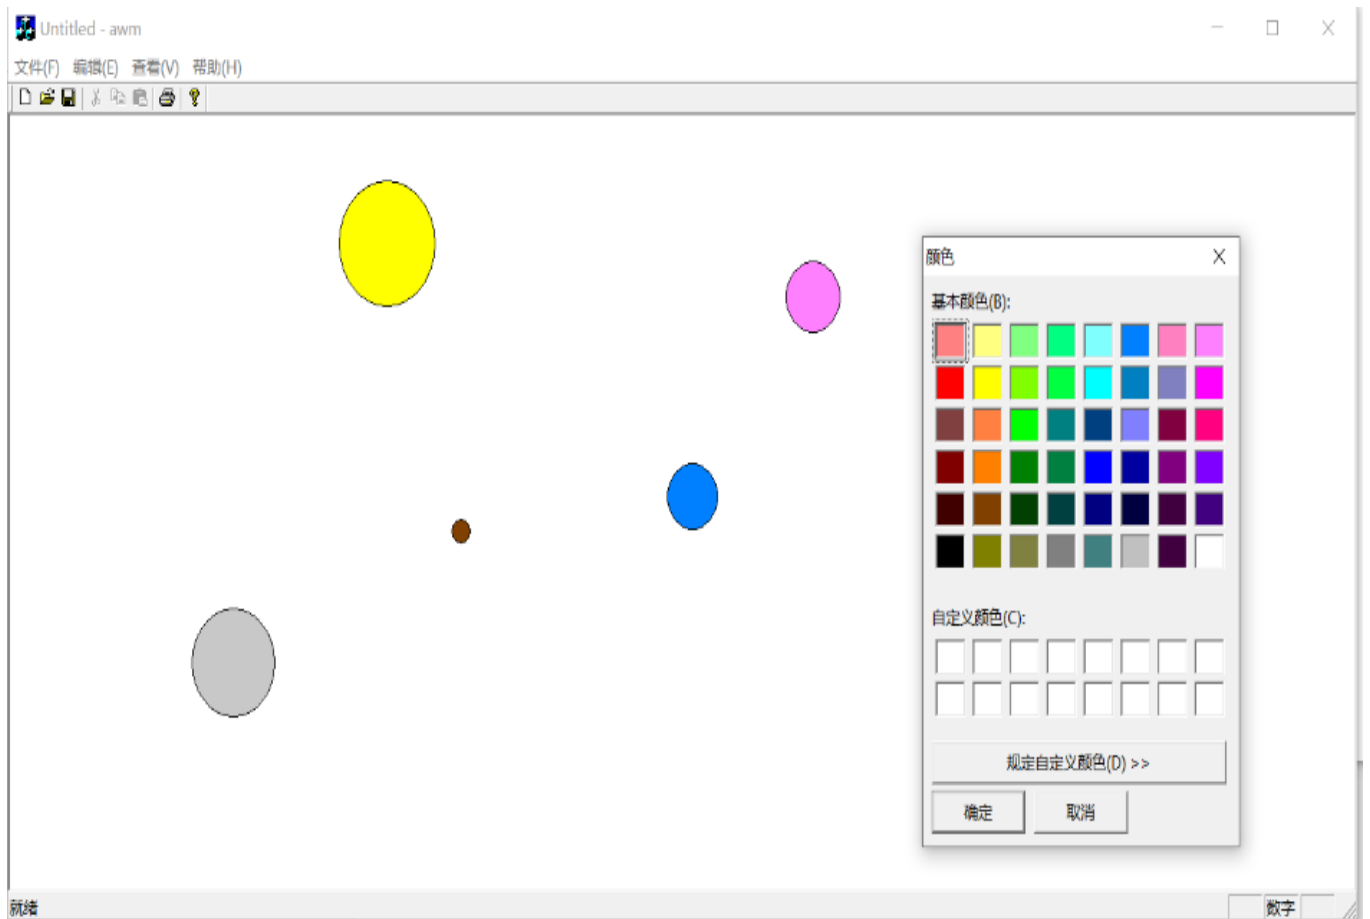 Untitled - awm
文件(F) 编辑(E) 查看(V) 帮助(H)
颜色
基本颜色(B):
自定义颜色(C):
规定自定义颜色(D) >>
确定 取消
就绪 数字